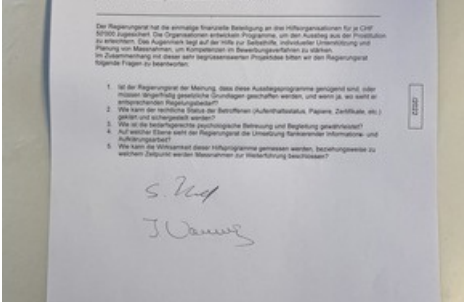 Der Regierungsrat hat die einmalige finanzielle Beteiligung an drei Hilfsorganisationen für je CHF
50'000 zugesichert. Die Organisationen entwickeln Programme, um den Ausstieg aus der Prostitution
zu erleichtern. Das Augenmerk liegt auf der Hilfe zur Selbsthilfe, individueller Unterstützung und
Planung von Massnahmen, um Kompetenzen im Bewerbungsverfahren zu stärken.
Im Zusammenhang mit dieser sehr begrüssenswerten Projektidee bitten wir den Regierungsrat
folgende Fragen zu beantworten:
1. Ist der Regierungsrat der Meinung, dass diese Ausstiegsprogramme genügend sind, oder
müssen längerfristig gesetzliche Grundlagen geschaffen werden, und wenn ja, wo sieht er
entsprechenden Regelungsbedarf?
2. Wie kann der rechtliche Status der Betroffenen (Aufenthaltsstatus, Papiere, Zertifikate, etc.)
geklärt und sichergestellt werden?
3. Wie ist die bedarfsgerechte psychologische Betreuung und Begleitung gewährleistet?
4. Auf welcher Ebene sieht der Regierungsrat die Umsetzung flankierender Informations- und
Aufklärungsarbeit?
5. Wie kann die Wirksamkeit dieser Hilfsprogramme gemessen werden, beziehungsweise zu
welchem Zeitpunkt werden Massnahmen zur Weiterführung beschlossen?